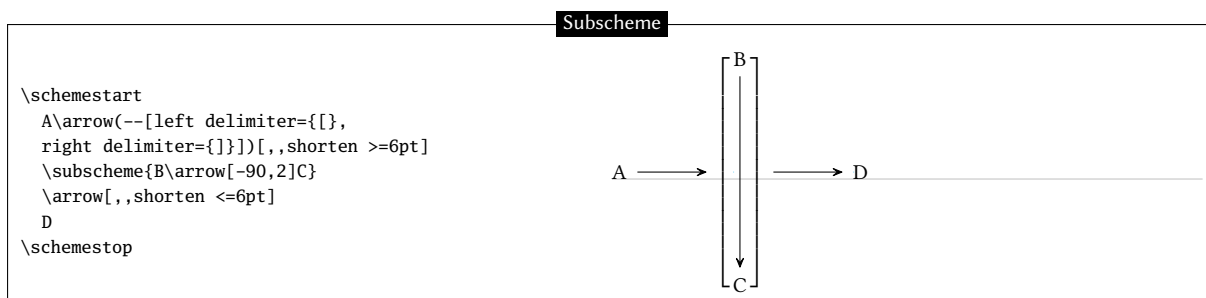 Subscheme
\schemestart
A\arrow(--[left delimiter={[},
right delimiter={]}])[,,shorten >=6pt]
\subscheme{B\arrow[-90,2]C}
\arrow[,,shorten <=6pt]
D
\schemestop
B
A
D
C